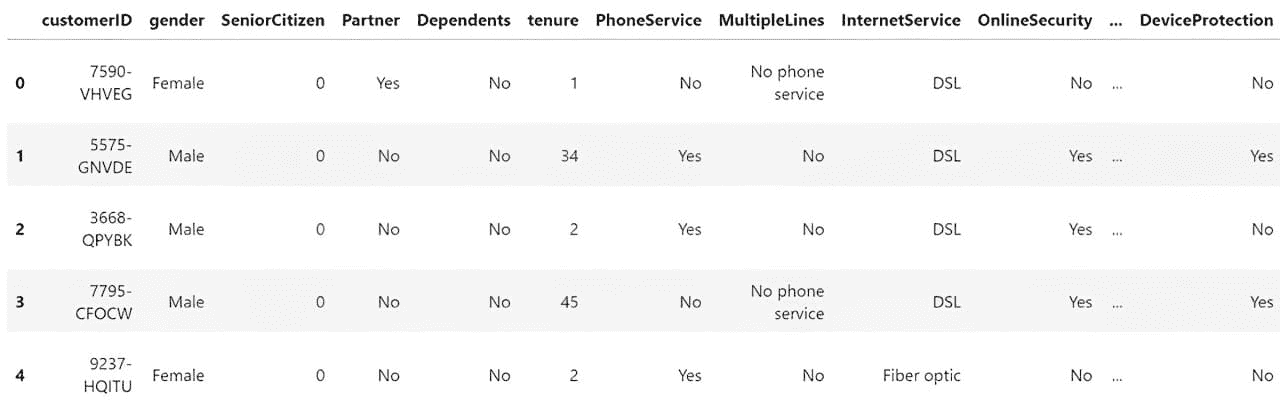 customerID gender SeniorCitizen Partner Dependents tenure PhoneService MultipleLines InternetService OnlineSecurity ... DeviceProtection
0 7590-VHVEG Female 0 Yes No 1 No No phone service DSL No ... No
1 5575-GNVDE Male 0 No No 34 Yes No DSL Yes ... Yes
2 3668-QPYBK Male 0 No No 2 Yes No DSL Yes ... No
3 7795-CFOCW Male 0 No No 45 No No phone service DSL Yes ... Yes
4 9237-HQITU Female 0 No No 2 Yes No Fiber optic No ... No